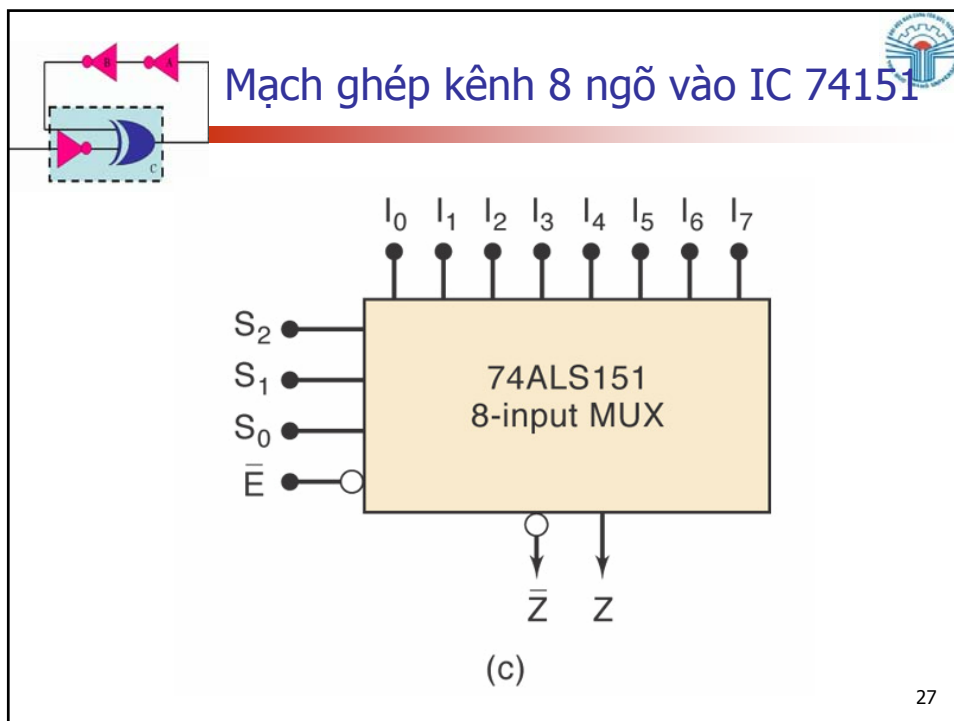 Mạch ghép kênh 8 ngõ vào IC 74151
B A
C
I₀ I₁ I₂ I₃ I₄ I₅ I₆ I₇
S₂
S₁
S₀
E̅
74ALS151
8-input MUX
Z̅ Z
(c)
27